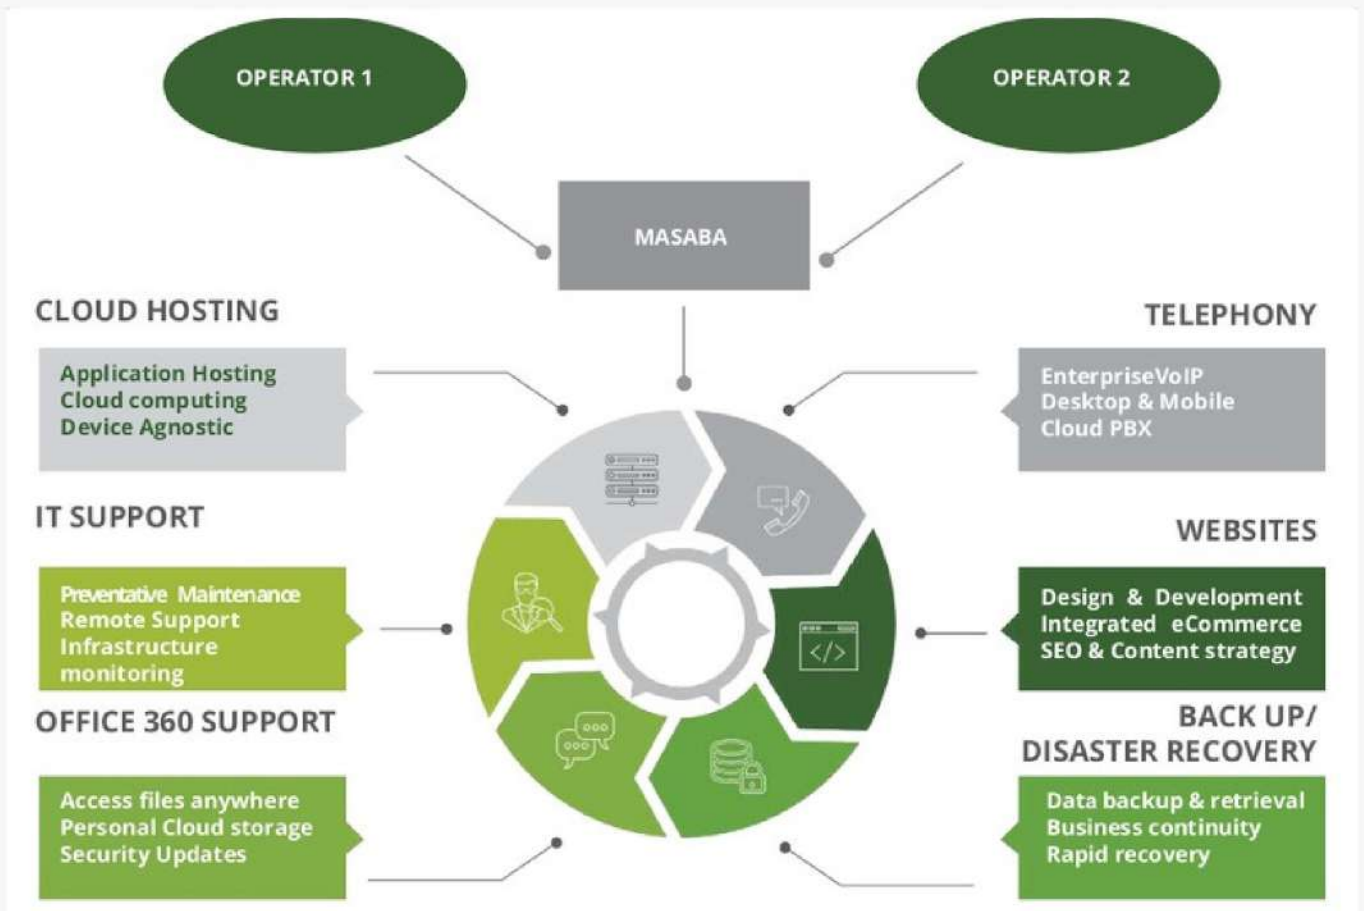 OPERATOR 1
OPERATOR 2
MASABA
CLOUD HOSTING
Application Hosting
Cloud computing
Device Agnostic
IT SUPPORT
Preventative Maintenance
Remote Support
Infrastructure
monitoring
OFFICE 360 SUPPORT
Access files anywhere
Personal Cloud storage
Security Updates
TELEPHONY
EnterpriseVoIP
Desktop & Mobile
Cloud PBX
WEBSITES
Design & Development
Integrated eCommerce
SEO & Content strategy
</>
BACK UP/
DISASTER RECOVERY
Data backup & retrieval
Business continuity
Rapid recovery